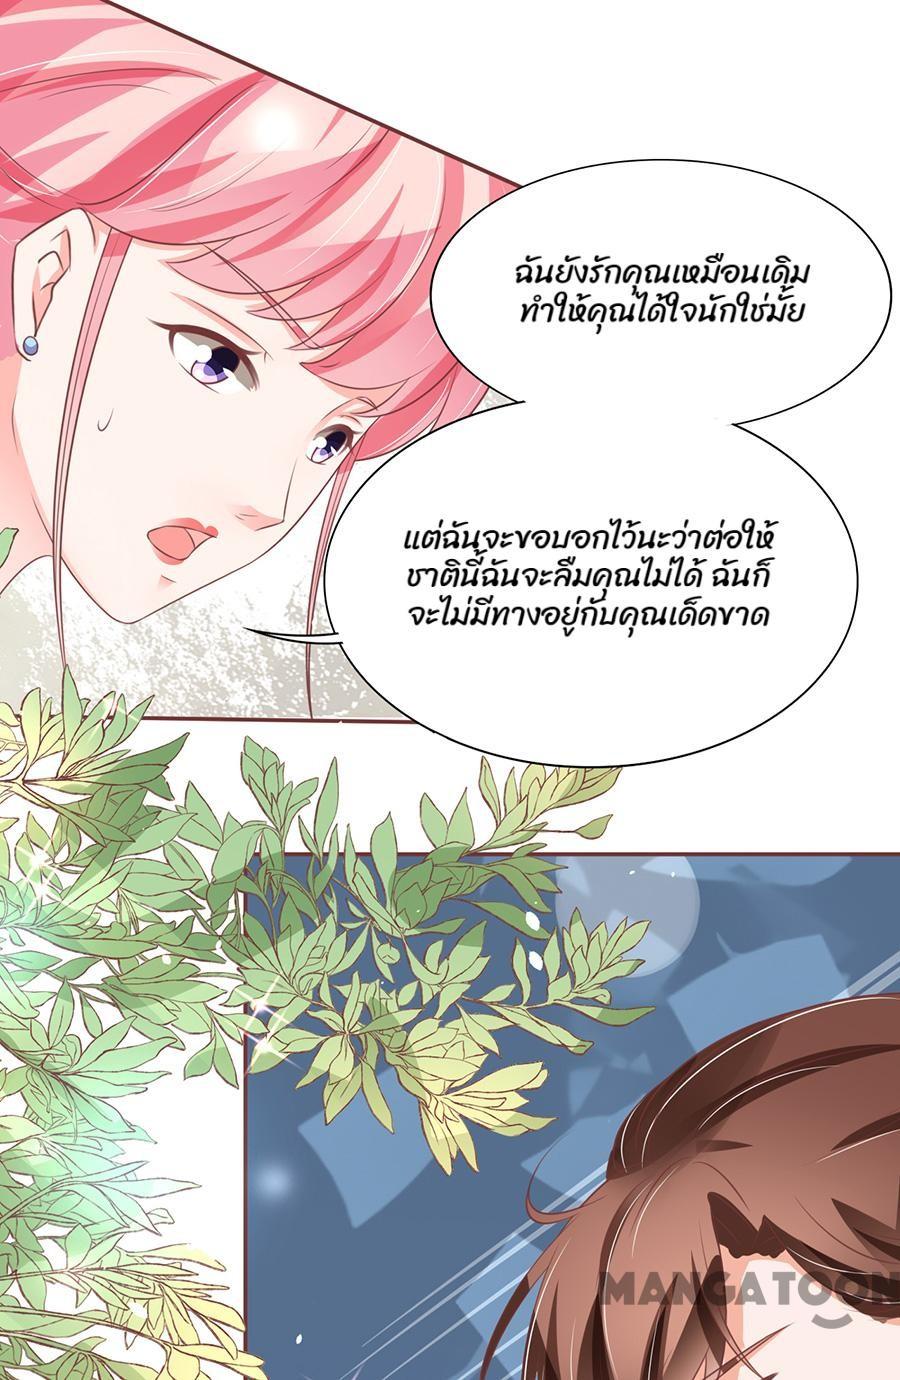 ฉันยังรักคุณเหมือนเดิม
ทำให้คุณได้ใจนักใช่มั้ย
แต่ฉันจะขอบอกไว้นะว่าต่อให้
ชาตินี้ฉันจะลืมคุณไม่ได้ ฉันก็
จะไม่มีทางอยู่กับคุณเด็ดขาด
MANGATOON